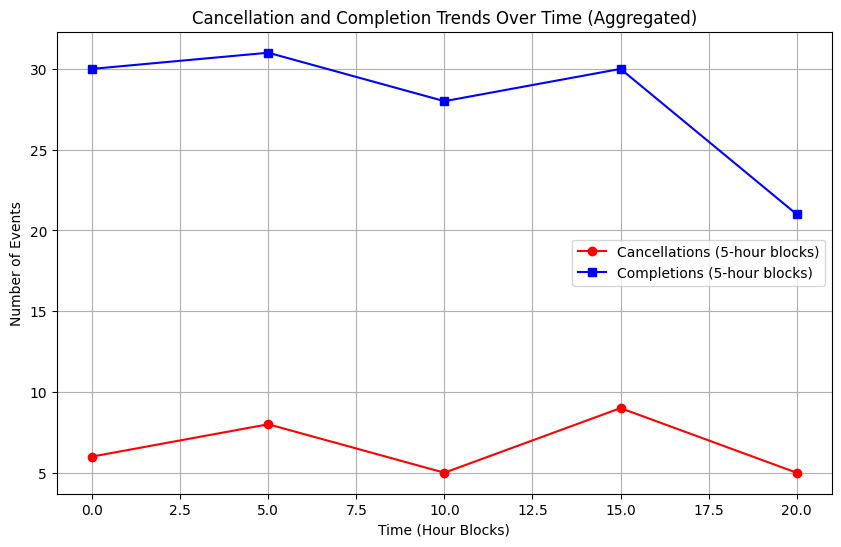 Cancellation and Completion Trends Over Time (Aggregated)
30
25
20
15
10
5
Number of Events
Cancellations (5-hour blocks)
Completions (5-hour blocks)
0.0 2.5 5.0 7.5 10.0 12.5 15.0 17.5 20.0
Time (Hour Blocks)